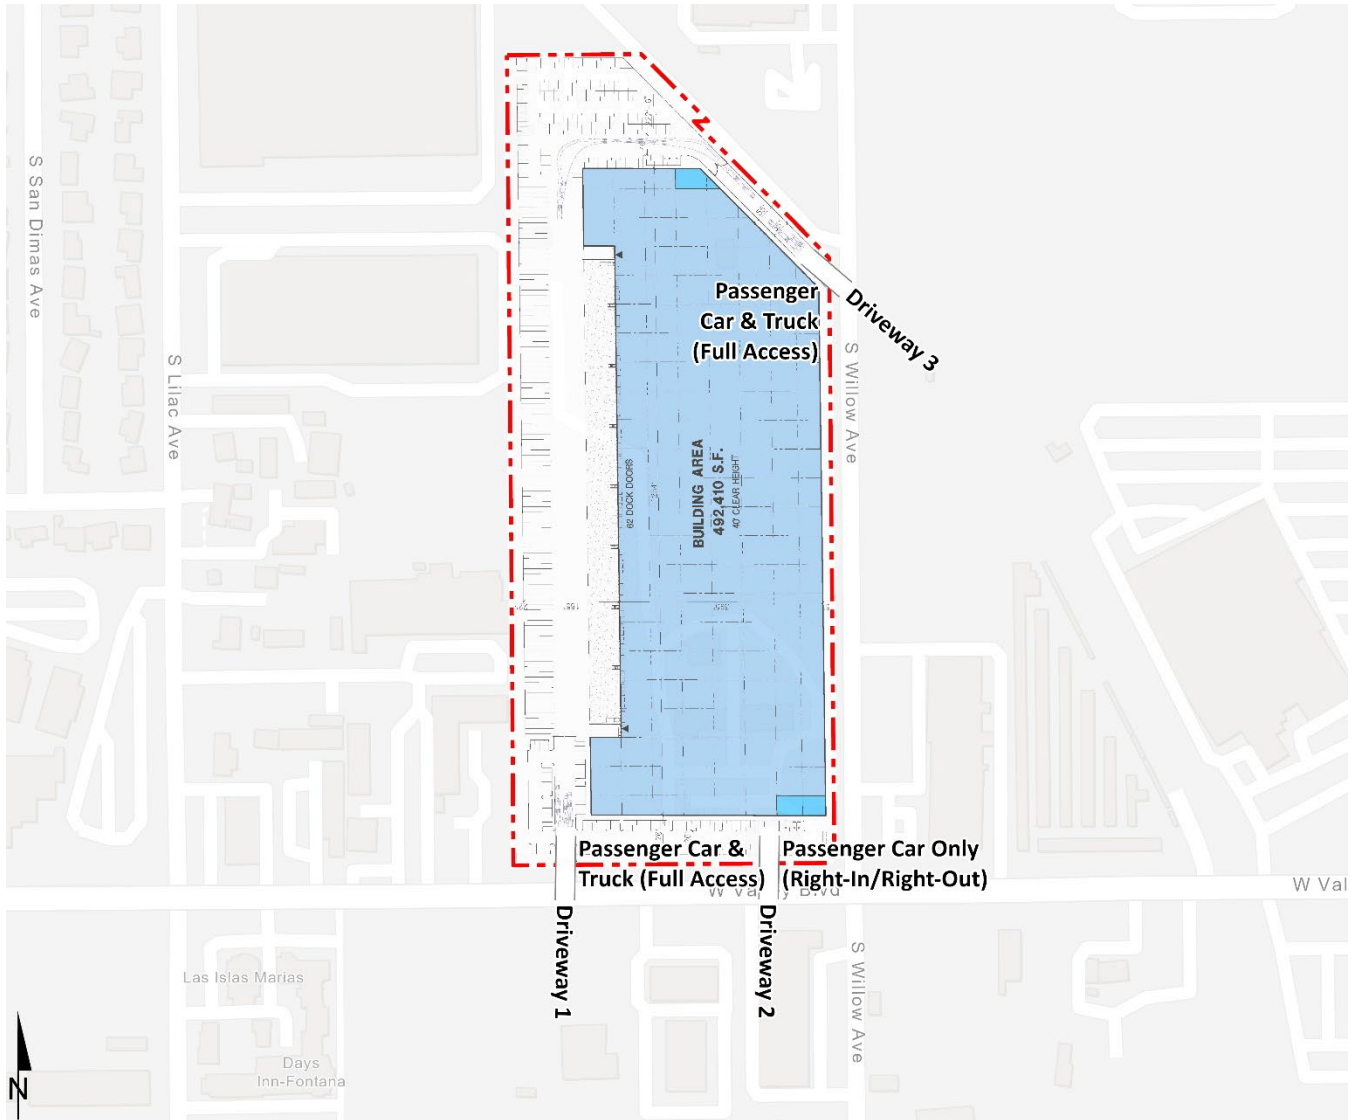 S San Dimas Ave
S Lilac Ave
Passenger
Car & Truck
(Full Access)
Driveway 3
S Willow Ave
BUILDING AREA
492,410 S.F.
40' CLEAR HEIGHT
62 DOCK DOORS
Passenger Car &
Truck (Full Access)
Passenger Car Only
(Right-In/Right-Out)
W Val
Driveway 1
Driveway 2
S Willow Ave
Las Islas Marias
Days
Inn-Fontana
N